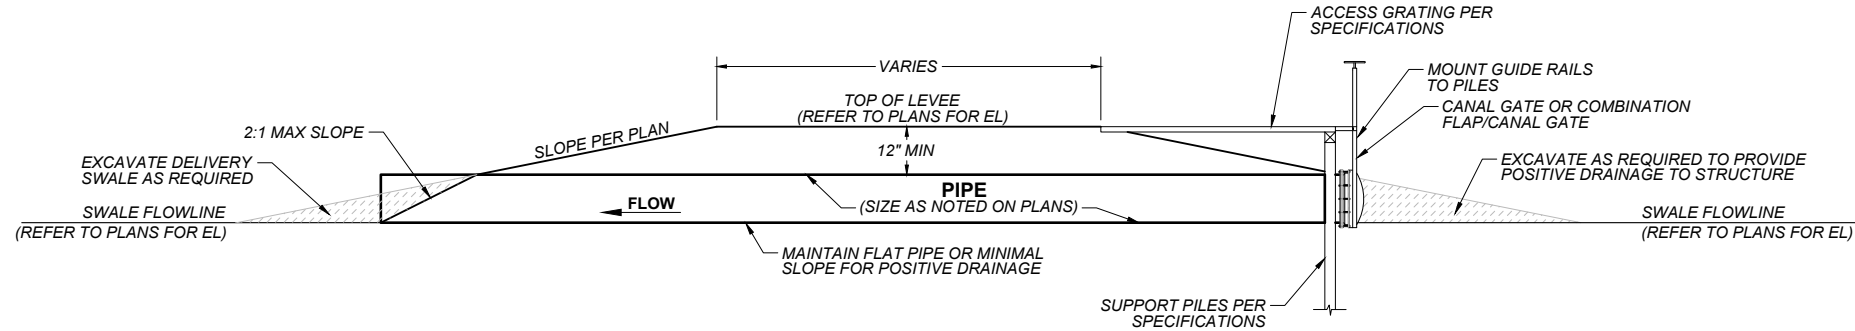 ACCESS GRATING PER
SPECIFICATIONS
VARIES
MOUNT GUIDE RAILS
TO PILES
TOP OF LEVEE
(REFER TO PLANS FOR EL)
CANAL GATE OR COMBINATION
FLAP/CANAL GATE
2:1 MAX SLOPE
SLOPE PER PLAN
12" MIN
EXCAVATE DELIVERY
SWALE AS REQUIRED
EXCAVATE AS REQUIRED TO PROVIDE
POSITIVE DRAINAGE TO STRUCTURE
PIPE
(SIZE AS NOTED ON PLANS)
FLOW
SWALE FLOWLINE
(REFER TO PLANS FOR EL)
SWALE FLOWLINE
(REFER TO PLANS FOR EL)
MAINTAIN FLAT PIPE OR MINIMAL
SLOPE FOR POSITIVE DRAINAGE
SUPPORT PILES PER
SPECIFICATIONS